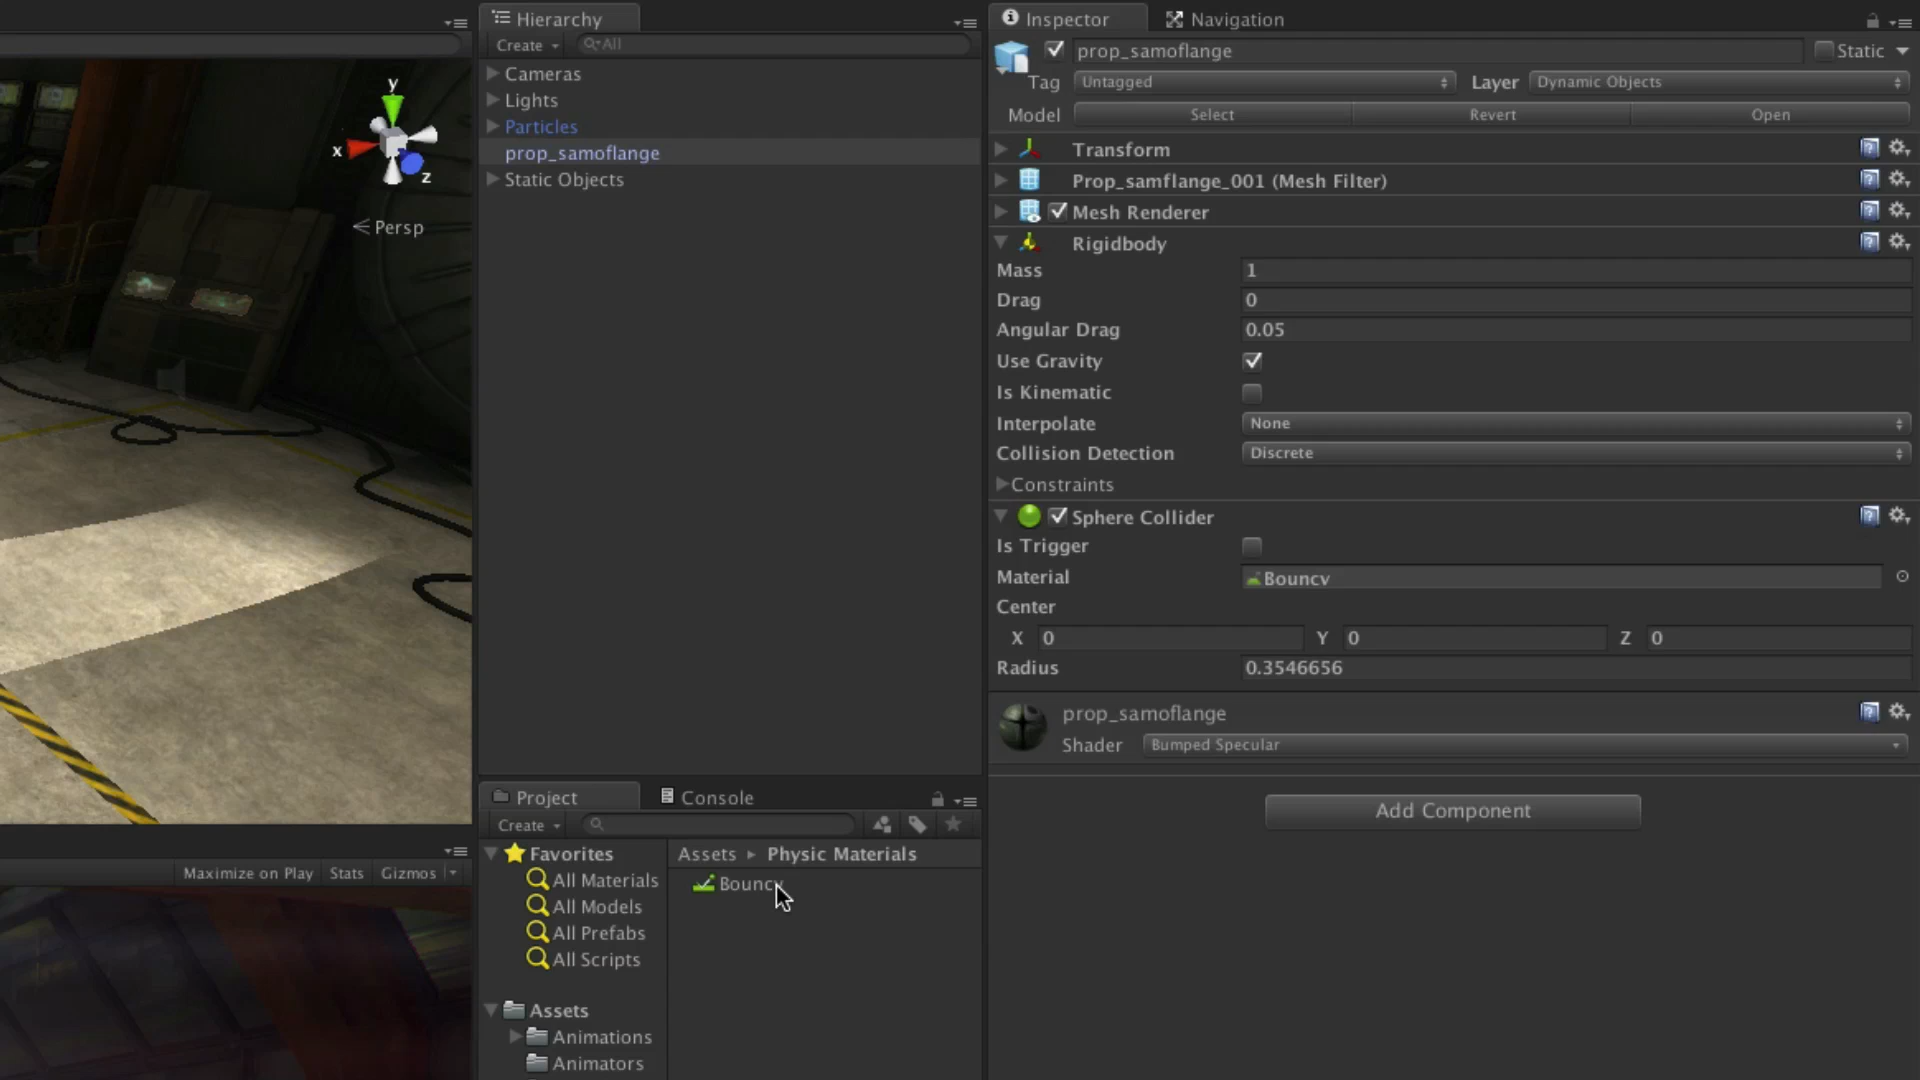 y
x
z
Persp
Maximize on Play Stats Gizmos
Hierarchy
Create All
Cameras
Lights
Particles
prop_samoflange
Static Objects
Project Console
Create
Favorites
All Materials
All Models
All Prefabs
All Scripts
Assets
Animations
Animators
Assets Physic Materials
Bouncy
Inspector Navigation
prop_samoflange Static
Tag Untagged Layer Dynamic Objects
Model Select Revert Open
Transform
Prop_samflange_001 (Mesh Filter)
Mesh Renderer
Rigidbody
Mass 1
Drag 0
Angular Drag 0.05
Use Gravity
Is Kinematic
Interpolate None
Collision Detection Discrete
Constraints
Sphere Collider
Is Trigger
Material Bouncy
Center
X 0 Y 0 Z 0
Radius 0.3546656
prop_samoflange
Shader Bumped Specular
Add Component